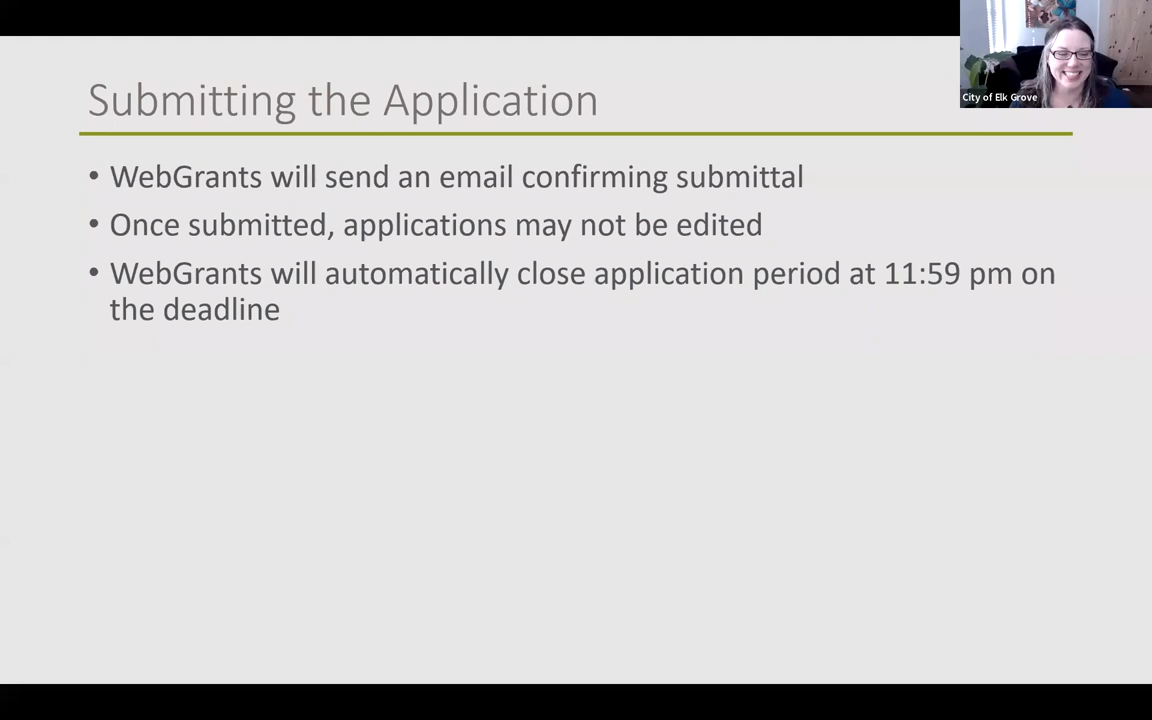 City of Elk Grove
Submitting the Application
• WebGrants will send an email confirming submittal
• Once submitted, applications may not be edited
• WebGrants will automatically close application period at 11:59 pm on
the deadline